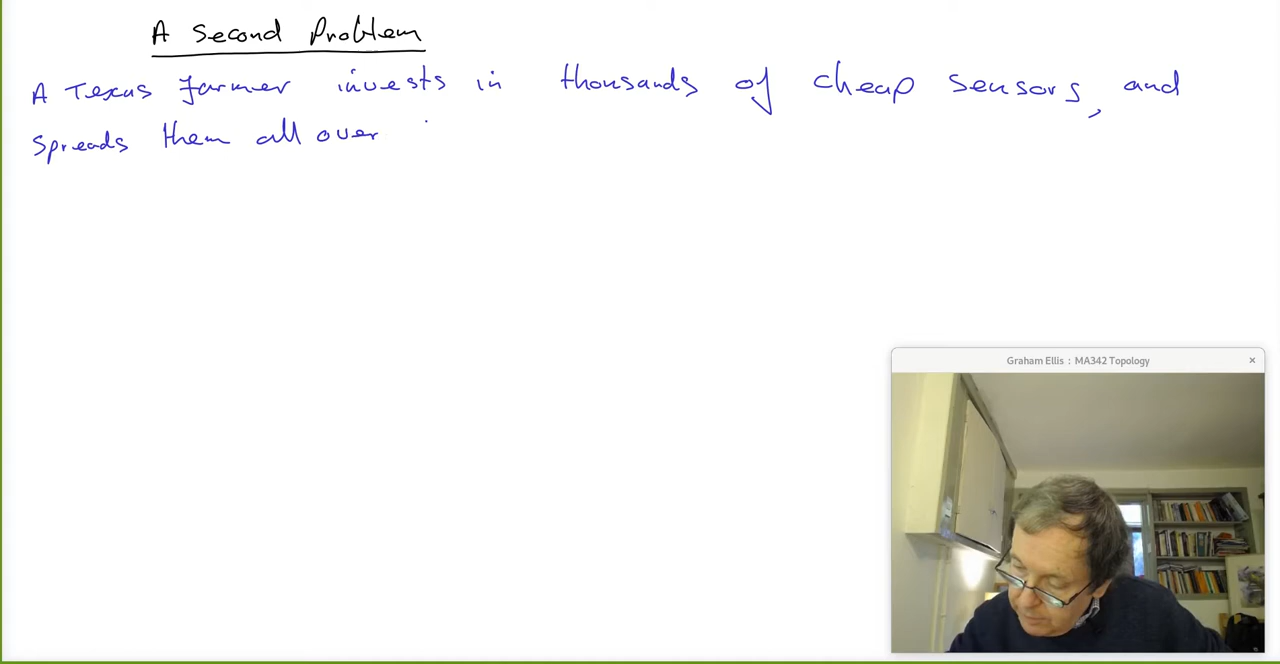 A Second Problem
A Texas farmer invests in thousands of cheap sensors, and
spreads them all over
Graham Ellis : MA342 Topology